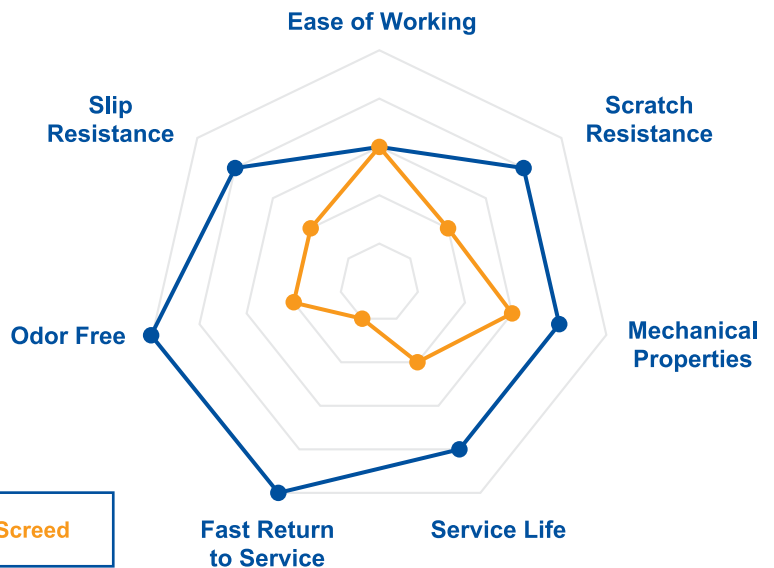 Ease of Working
Slip
Resistance
Scratch
Resistance
Odor Free
Mechanical
Properties
Screed
Fast Return
to Service
Service Life